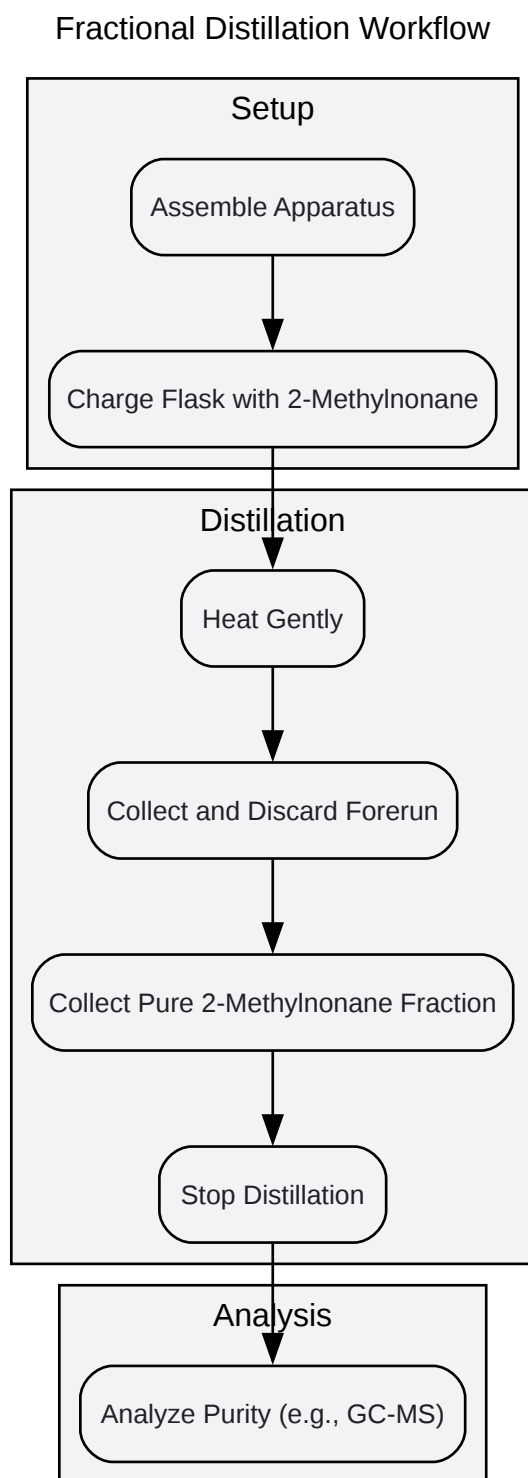 Fractional Distillation Workflow
Setup
Assemble Apparatus
Charge Flask with 2-Methylnonane
Distillation
Heat Gently
Collect and Discard Forerun
Collect Pure 2-Methylnonane Fraction
Stop Distillation
Analysis
Analyze Purity (e.g., GC-MS)